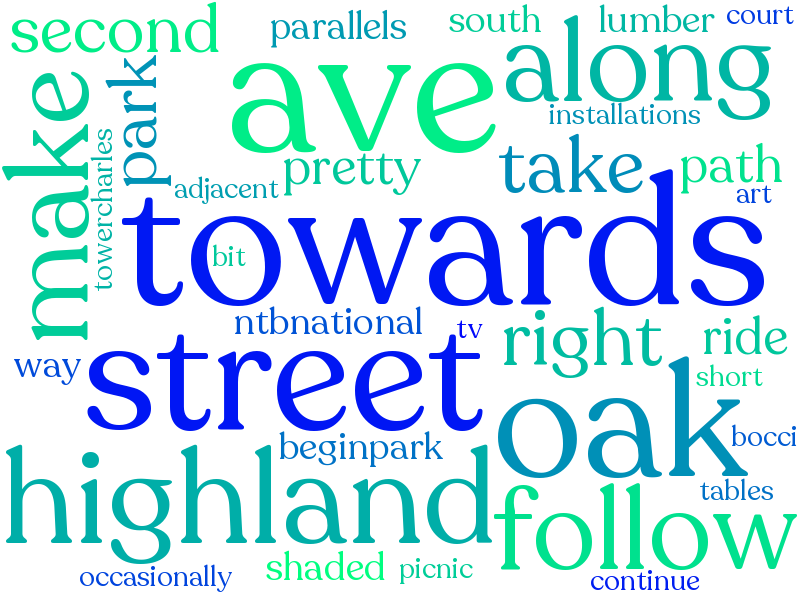 second
parallels
south
lumber
court
ave
along
make
park
installations
towercharles
adjacent
pretty
take
path
art
towards
bit
ntbnational
tv
right
ride
way
street
short
oak
beginpark
bocci
highland
tables
follow
occasionally
shaded
picnic
continue